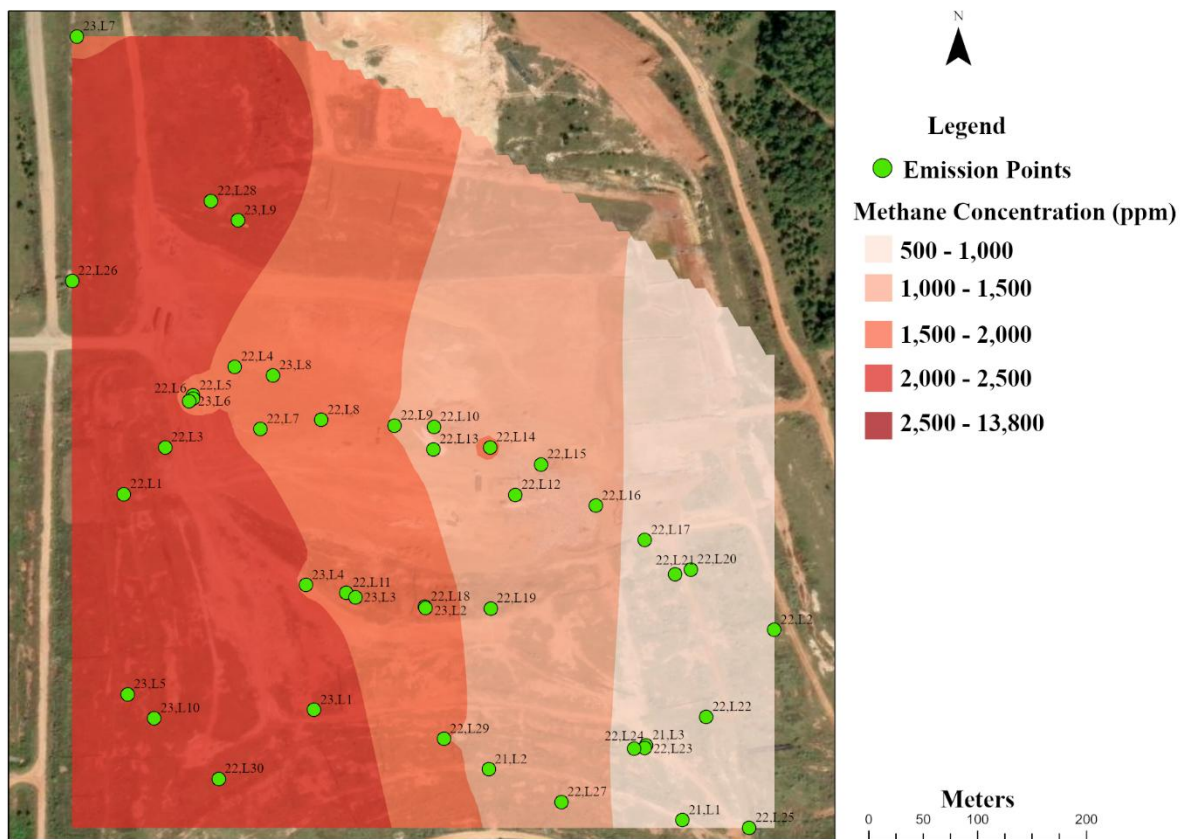 23,L7
N
Legend
Emission Points
Methane Concentration (ppm)
500 - 1,000
1,000 - 1,500
1,500 - 2,000
2,000 - 2,500
2,500 - 13,800
22,L28
23,L9
22,L26
22,L4
23,L8
22,L6
22,L5
23,L6
22,L7
22,L8
22,L9
22,L10
22,L3
22,L13
22,L14
22,L15
22,L1
22,L12
22,L16
22,L17
22,L21
22,L20
23,L4
22,L11
23,L3
22,L18
23,L2
22,L19
22,L2
23,L5
23,L10
23,L1
22,L22
22,L29
22,L24
21,L3
22,L23
22,L30
21,L2
22,L27
21,L1
22,L25
Meters
0
100
200